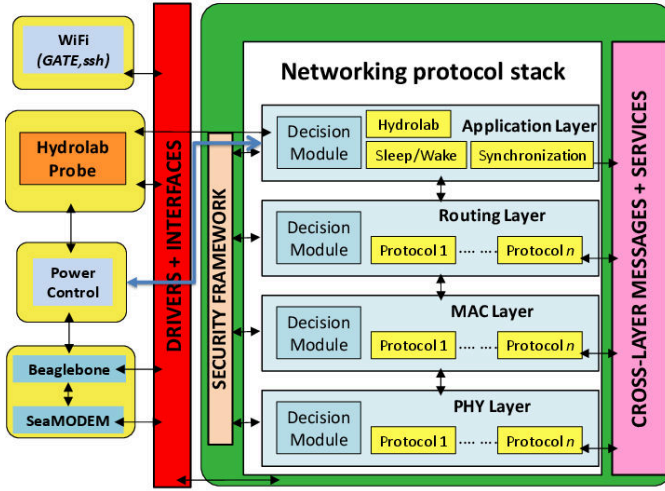 WiFi
(GATE,ssh)
Hydrolab
Probe
Power
Control
Beaglebone
SeaMODEM
DRIVERS + INTERFACES
SECURITY FRAMEWORK
Networking protocol stack
Decision
Module
Hydrolab
Application Layer
Sleep/Wake
Synchronization
Routing Layer
Decision
Module
Protocol 1 ...... Protocol n
MAC Layer
Decision
Module
Protocol 1 ...... Protocol n
PHY Layer
Decision
Module
Protocol 1 ...... Protocol n
CROSS-LAYER MESSAGES + SERVICES